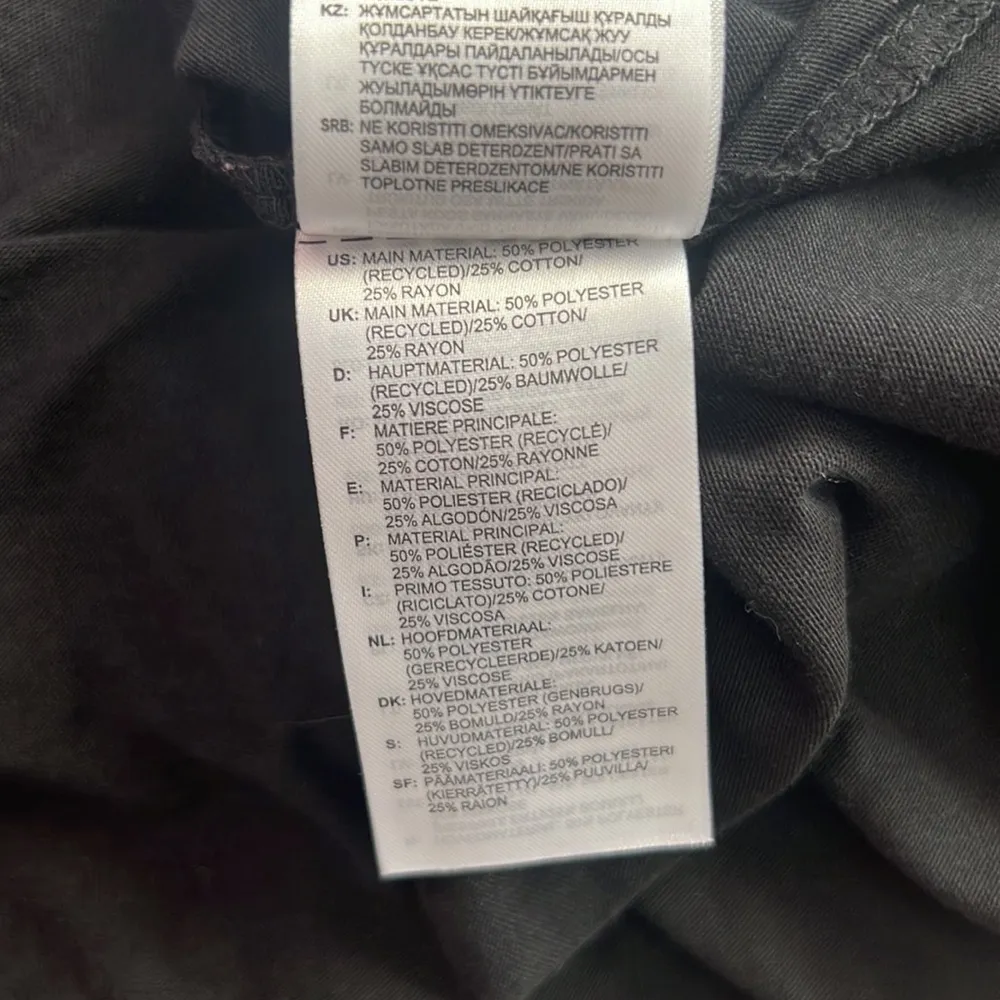 KZ: ЖҰМСАРТАТЫН ШАЙҚАҒЫШ ҚҰРАЛДЫ
ҚОЛДАНБАУ КЕРЕК/ЖҰМСАҚ ЖУУ
ҚҰРАЛДАРЫ ПАЙДАЛАНЫЛАДЫ/ОСЫ
ТҮСКЕ ҰҚСАС ТҮСТІ БҰЙЫМДАРМЕН
ЖУЫЛАДЫ/МӨРІН ҮТІКТЕУГЕ
БОЛМАЙДЫ
SRB: NE KORISTITI OMEKSIVAC/KORISTITI
SAMO SLAB DETERDZENT/PRATI SA
SLABIM DETERDZENTOM/NE KORISTITI
TOPLOTNE PRESLIKACE
US: MAIN MATERIAL: 50% POLYESTER
(RECYCLED)/25% COTTON/
25% RAYON
UK: MAIN MATERIAL: 50% POLYESTER
(RECYCLED)/25% COTTON/
25% RAYON
D: HAUPTMATERIAL: 50% POLYESTER
(RECYCLED)/25% BAUMWOLLE/
25% VISCOSE
F: MATIERE PRINCIPALE:
50% POLYESTER (RECYCLÉ)/
25% COTON/25% RAYONNE
E: MATERIAL PRINCIPAL:
50% POLIESTER (RECICLADO)/
25% ALGODÓN/25% VISCOSA
P: MATERIAL PRINCIPAL:
50% POLIÉSTER (RECYCLED)/
25% ALGODÃO/25% VISCOSE
I: PRIMO TESSUTO: 50% POLIESTERE
(RICICLATO)/25% COTONE/
25% VISCOSA
NL: HOOFDMATERIAAL:
50% POLYESTER
(GERECYCLEERDE)/25% KATOEN/
25% VISCOSE
DK: HOVEDMATERIALE:
50% POLYESTER (GENBRUGS)/
25% BOMULD/25% RAYON
S: HUVUDMATERIAL: 50% POLYESTER
(RECYCLED)/25% BOMULL/
25% VISKOS
SF: PÄÄMATERIAALI: 50% POLYESTERI
(KIERRÄTETTY)/25% PUUVILLA/
25% RAION